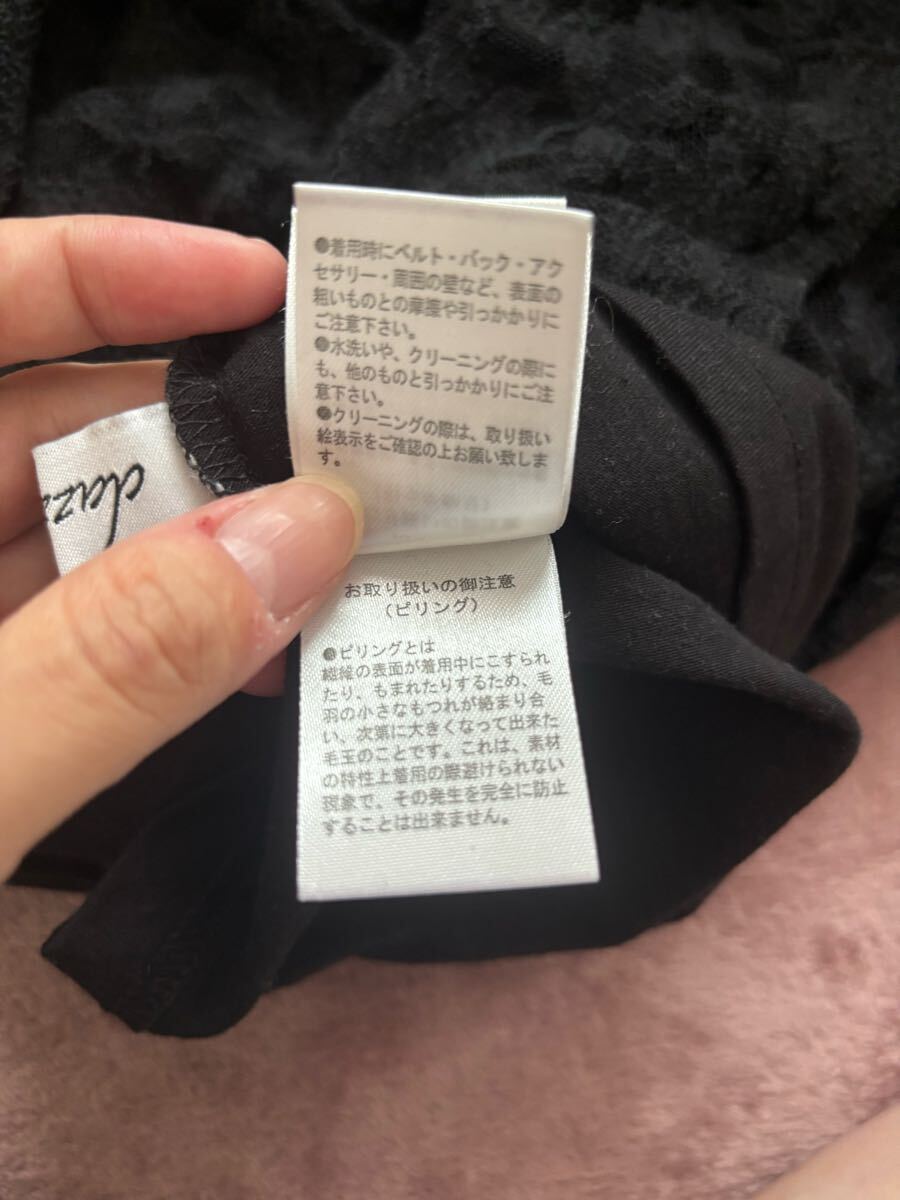 ●着用時にベルト・バック・アク
セサリー・周囲の壁など、表面の
粗いものとの摩擦や引っかかりに
ご注意下さい。
●水洗いや、クリーニングの際に
も、他のものと引っかかりにご注
意下さい。
●クリーニングの際は、取り扱い
絵表示をご確認の上お願い致しま
す。
dazz
お取り扱いの御注意
(ピリング)
●ピリングとは
繊維の表面が着用中にこすられ
たり、もまれたりするため、毛
羽の小さなもつれが絡まり合
い、次第に大きくなって出来た
毛玉のことです。これは、素材
の特性上着用の際避けられない
現象で、その発生を完全に防止
することは出来ません。